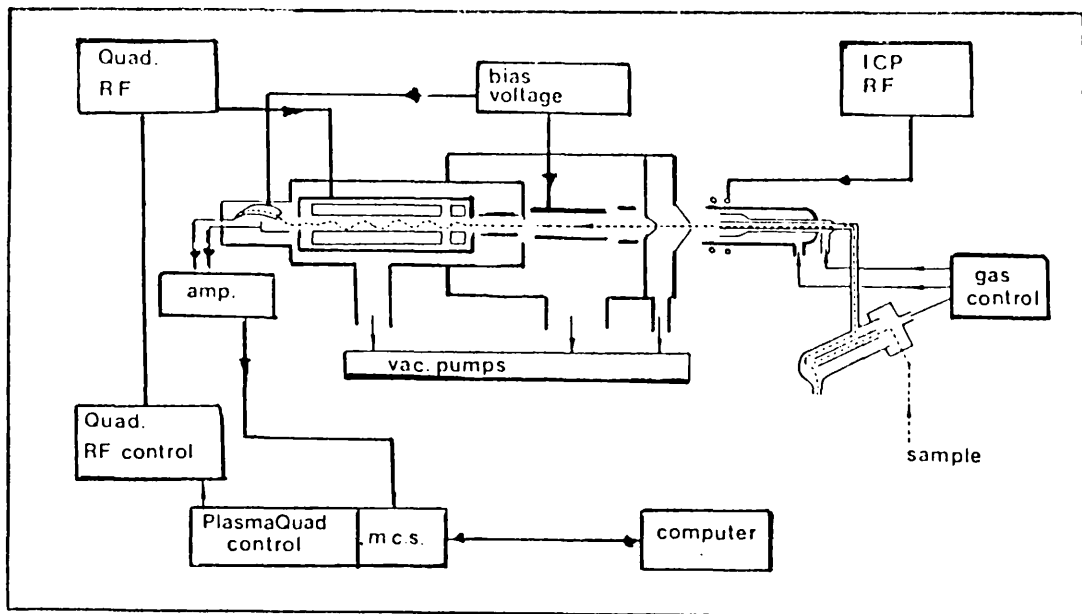 Quad.
RF
bias
voltage
ICP
RF
amp.
gas
control
vac. pumps
Quad.
RF control
sample
PlasmaQuad
control
m.c.s.
computer